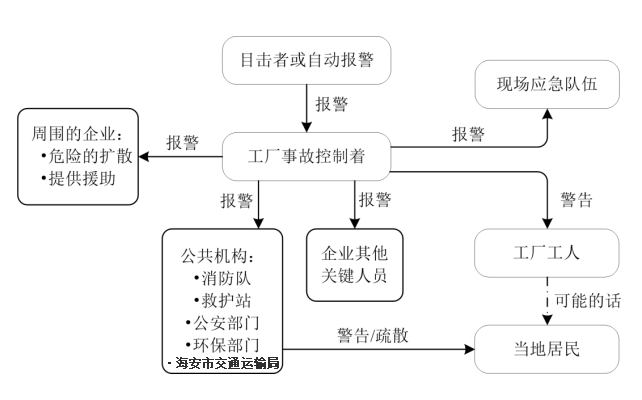 目击者或自动报警
报警
现场应急队伍
周围的企业：
•危险的扩散
•提供援助
报警
工厂事故控制着
报警
报警
报警
警告
公共机构：
•消防队
•救护站
•公安部门
•环保部门
·海安市交通运输局
企业其他
关键人员
工厂工人
可能的话
警告/疏散
当地居民